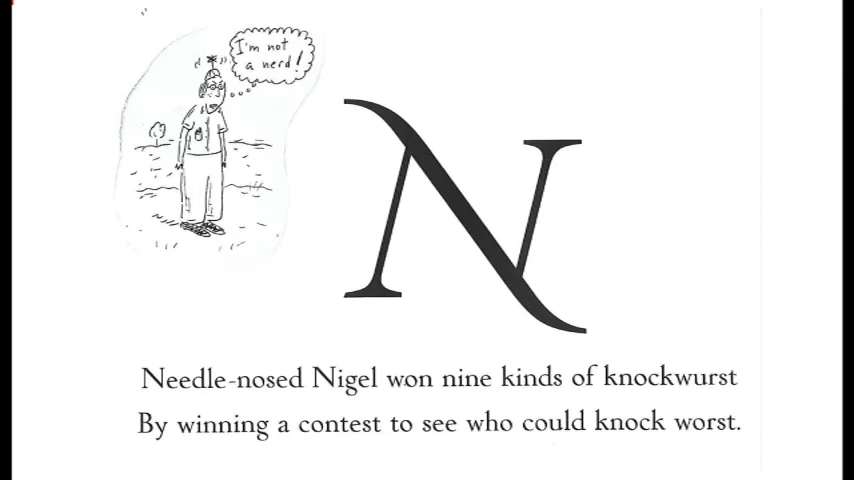 I'm not
a nerd!
N
Needle-nosed Nigel won nine kinds of knockwurst
By winning a contest to see who could knock worst.